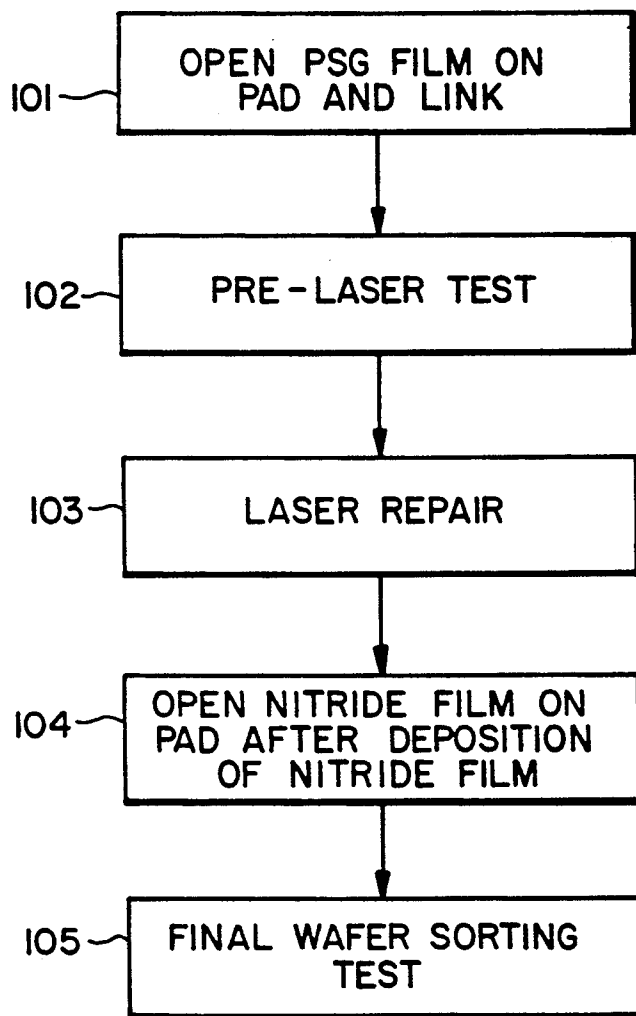 101
OPEN PSG FILM ON
PAD AND LINK
102
PRE-LASER TEST
103
LASER REPAIR
104
OPEN NITRIDE FILM ON
PAD AFTER DEPOSITION
OF NITRIDE FILM
105
FINAL WAFER SORTING
TEST